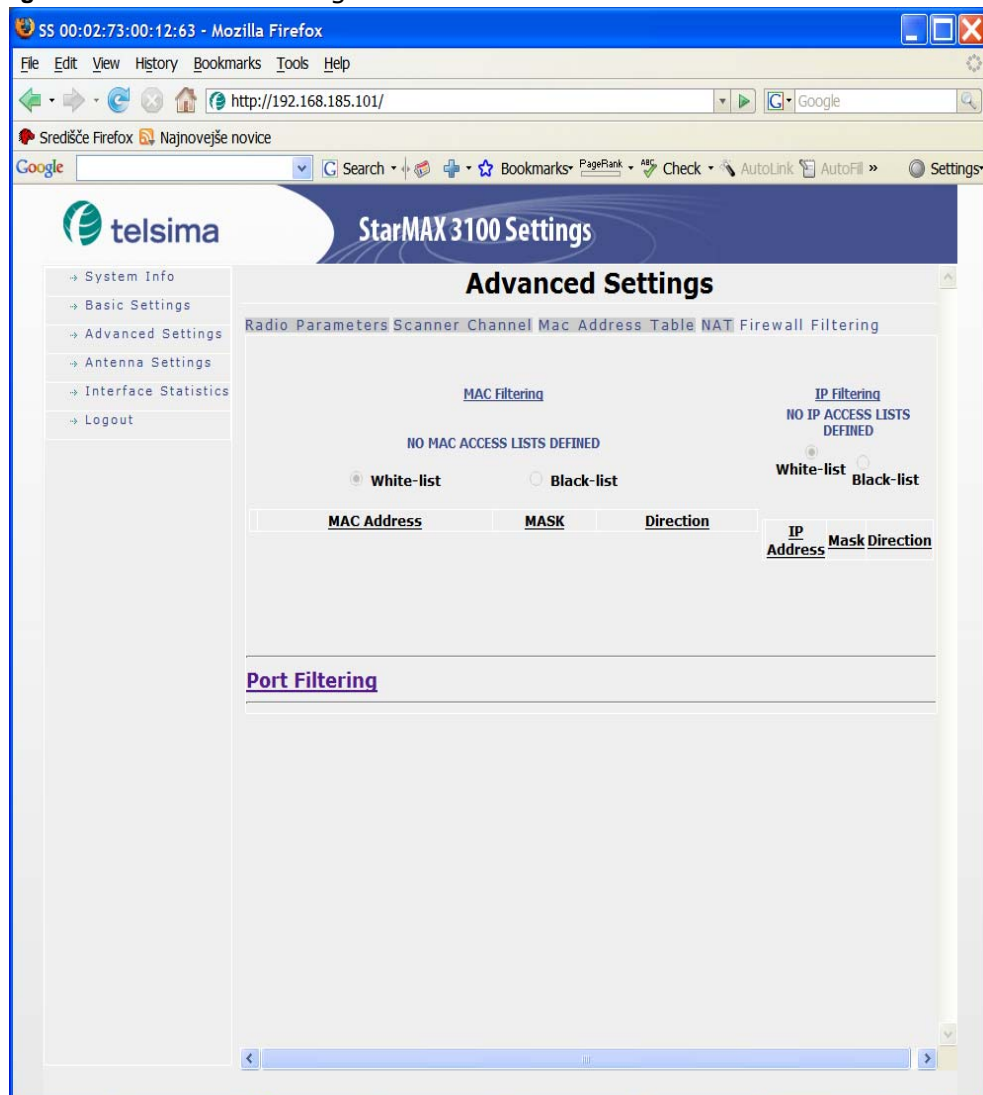 SS 00:02:73:00:12:63 - Mozilla Firefox
File Edit View History Bookmarks Tools Help
http://192.168.185.101/
G Google
Središče Firefox Najnovejše novice
Google G Search Bookmarks PageRank ABC Check AutoLink AutoFill » Settings
telsima
StarMAX 3100 Settings
System Info
Basic Settings
Advanced Settings
Antenna Settings
Interface Statistics
Logout
Advanced Settings
Radio Parameters Scanner Channel Mac Address Table NAT Firewall Filtering
MAC Filtering
NO MAC ACCESS LISTS DEFINED
White-list Black-list
MAC Address MASK Direction
IP Filtering
NO IP ACCESS LISTS
DEFINED
White-list Black-list
IP Address Mask Direction
Port Filtering